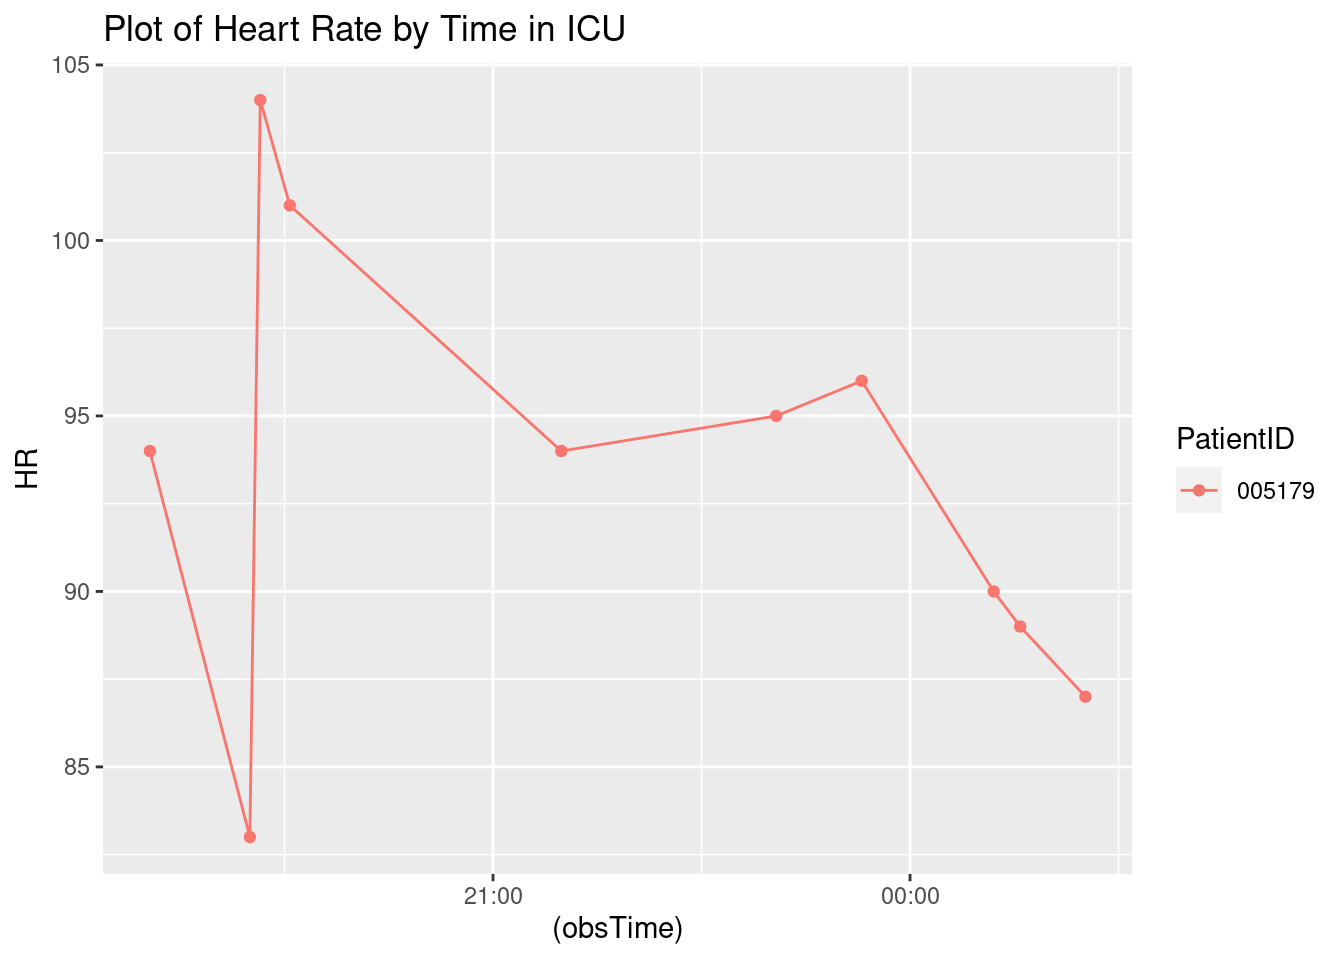 Plot of Heart Rate by Time in ICU
105
100
95
90
85
HR
21:00
00:00
(obsTime)
PatientID
005179